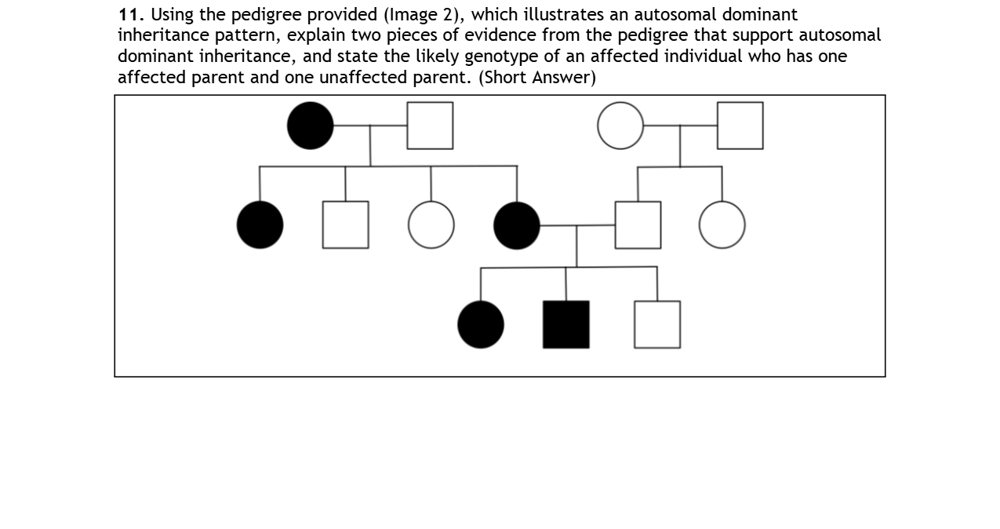 11. Using the pedigree provided (Image 2), which illustrates an autosomal dominant
inheritance pattern, explain two pieces of evidence from the pedigree that support autosomal
dominant inheritance, and state the likely genotype of an affected individual who has one
affected parent and one unaffected parent. (Short Answer)